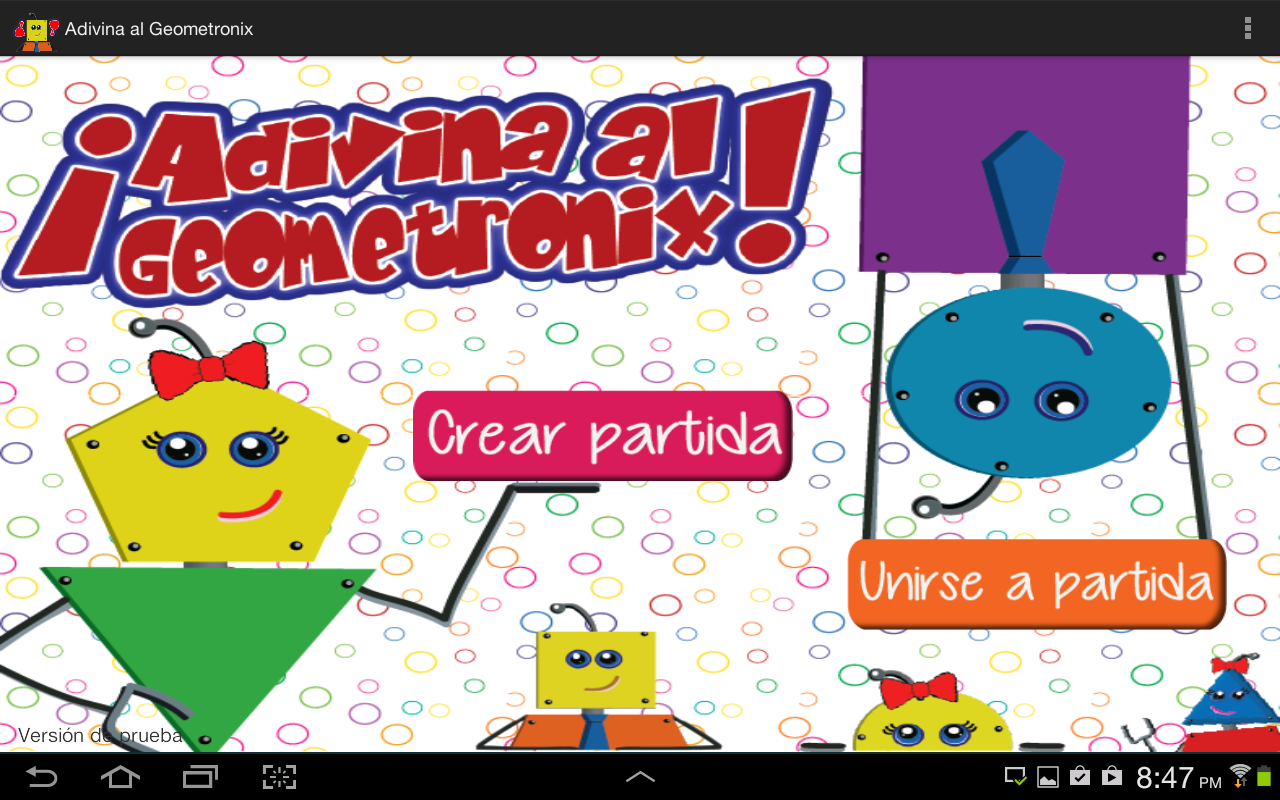 Adivina al Geometronix
¡Adivina al
Geometronix!
Crear partida
Unirse a partida
Versión de prueba
8:47 PM